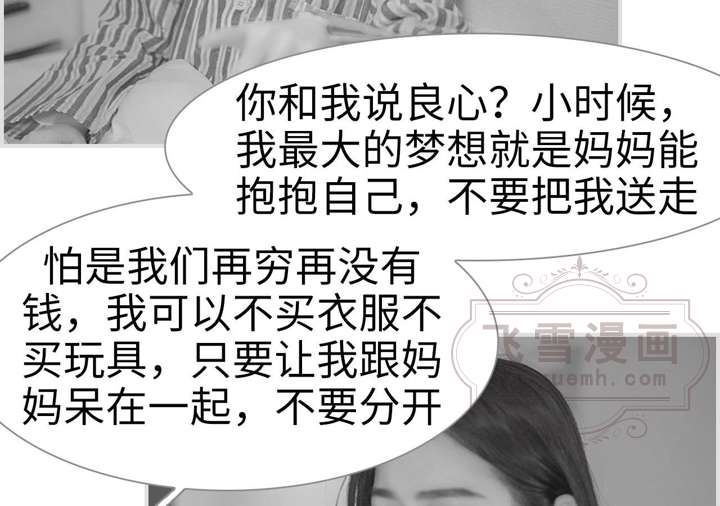 你和我说良心？小时候，
我最大的梦想就是妈妈能
抱抱自己，不要把我送走
怕是我们再穷再没有
钱，我可以不买衣服不
买玩具，只要让我跟妈
妈呆在一起，不要分开
飞雪漫画